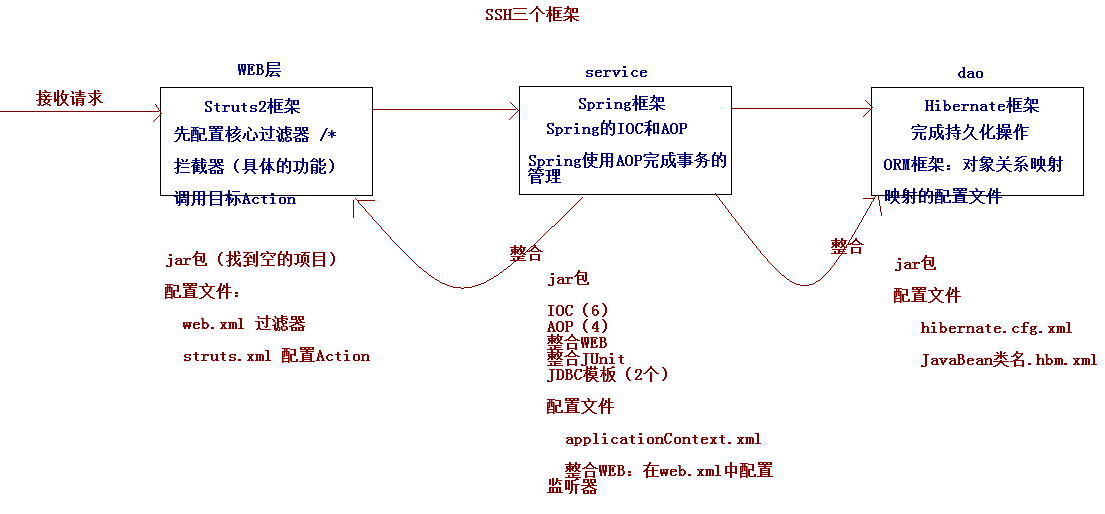 SSH三个框架
WEB层
service
dao
接收请求
Struts2框架
先配置核心过滤器 /*
拦截器（具体的功能）
调用目标Action
Spring框架
Spring的IOC和AOP
Spring使用AOP完成事务的
管理
Hibernate框架
完成持久化操作
ORM框架：对象关系映射
映射的配置文件
整合
整合
jar包（找到空的项目）
配置文件：
web.xml 过滤器
struts.xml 配置Action
jar包
IOC（6）
AOP（4）
整合WEB
整合JUnit
JDBC模板（2个）
配置文件
applicationContext.xml
整合WEB：在web.xml中配置
监听器
jar包
配置文件
hibernate.cfg.xml
JavaBean类名.hbm.xml